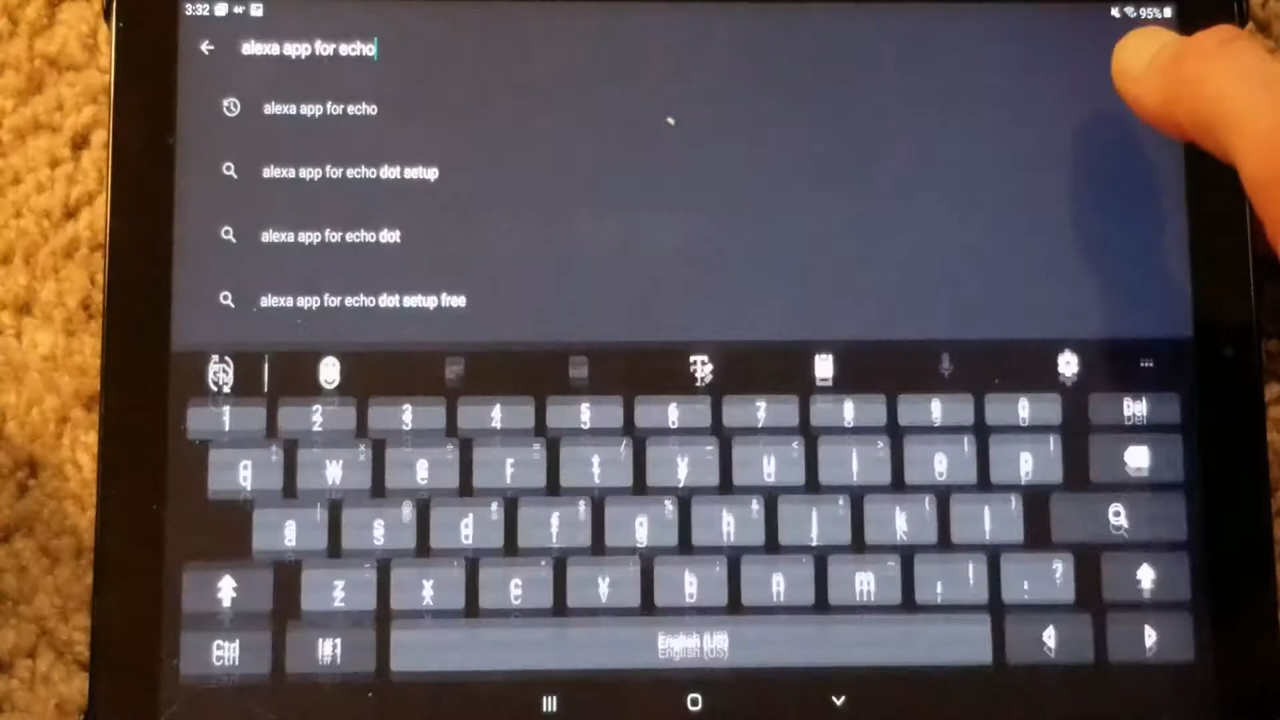 3:32 95%
alexa app for echo
alexa app for echo
alexa app for echo dot setup
alexa app for echo dot
alexa app for echo dot setup free
1 2 3 4 5 6 7 8 9 0 Del
q w e r t y u i o p
a s d f g h j k l
z x c v b n m , ! . ?
Ctrl !#1 English (US)